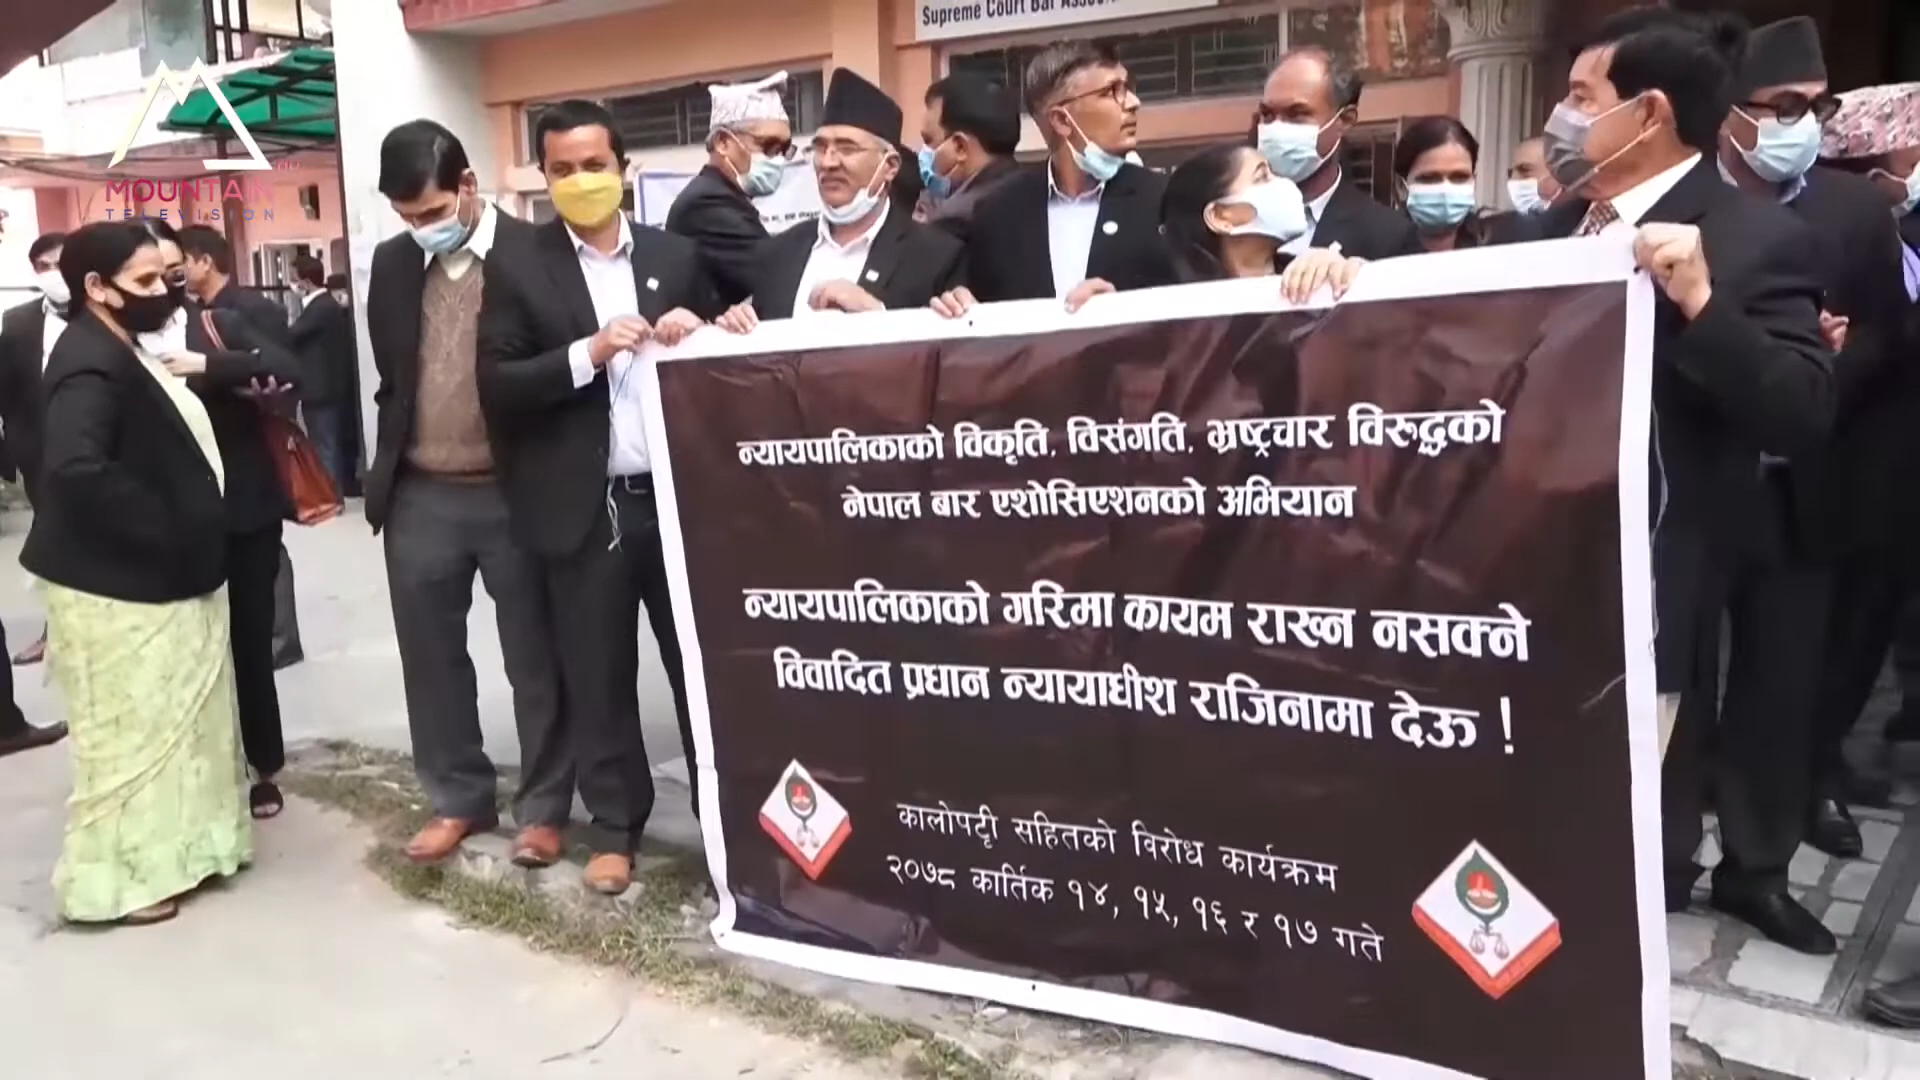 Supreme Court Bar
MOUNTAIN
TELEVISION
न्यायपालिकाको विकृति, विसंगति, भ्रष्ट्रचार विरुद्धको
नेपाल बार एशोसिएशनको अभियान
न्यायपालिकाको गरिमा कायम राख्न नसक्ने
विवादित प्रधान न्यायाधीश राजिनामा देऊ !
कालोपट्टी सहितको विरोध कार्यक्रम
२०७८ कार्तिक १४, १५, १६ र १७ गते